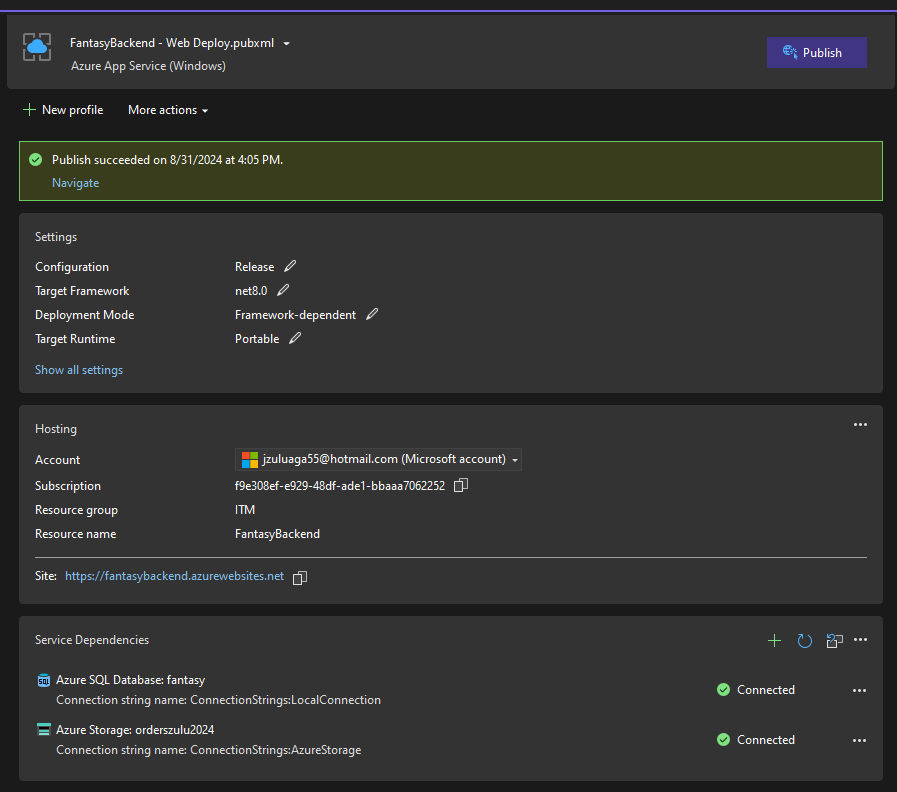 FantasyBackend - Web Deploy.pubxml
Azure App Service (Windows)
Publish
New profile
More actions
Publish succeeded on 8/31/2024 at 4:05 PM.
Navigate
Settings
Configuration Release
Target Framework net8.0
Deployment Mode Framework-dependent
Target Runtime Portable
Show all settings
Hosting
Account jzuluaga55@hotmail.com (Microsoft account)
Subscription f9e308ef-e929-48df-ade1-bbaaa7062252
Resource group ITM
Resource name FantasyBackend
Site: https://fantasybackend.azurewebsites.net
Service Dependencies
SQL Azure SQL Database: fantasy
Connection string name: ConnectionStrings:LocalConnection
Connected
Azure Storage: orderszulu2024
Connection string name: ConnectionStrings:AzureStorage
Connected